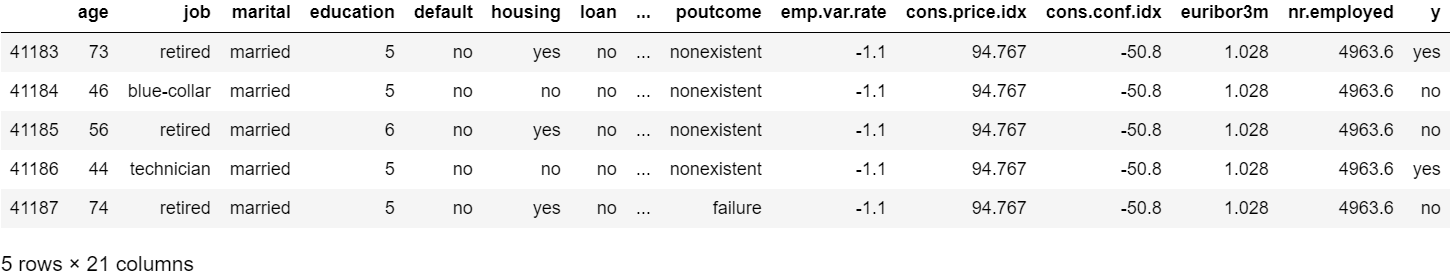 age job marital education default housing loan ... poutcome emp.var.rate cons.price.idx cons.conf.idx euribor3m nr.employed y
41183 73 retired married 5 no yes no ... nonexistent -1.1 94.767 -50.8 1.028 4963.6 yes
41184 46 blue-collar married 5 no no no ... nonexistent -1.1 94.767 -50.8 1.028 4963.6 no
41185 56 retired married 6 no yes no ... nonexistent -1.1 94.767 -50.8 1.028 4963.6 no
41186 44 technician married 5 no no no ... nonexistent -1.1 94.767 -50.8 1.028 4963.6 yes
41187 74 retired married 5 no yes no ... failure -1.1 94.767 -50.8 1.028 4963.6 no
5 rows × 21 columns